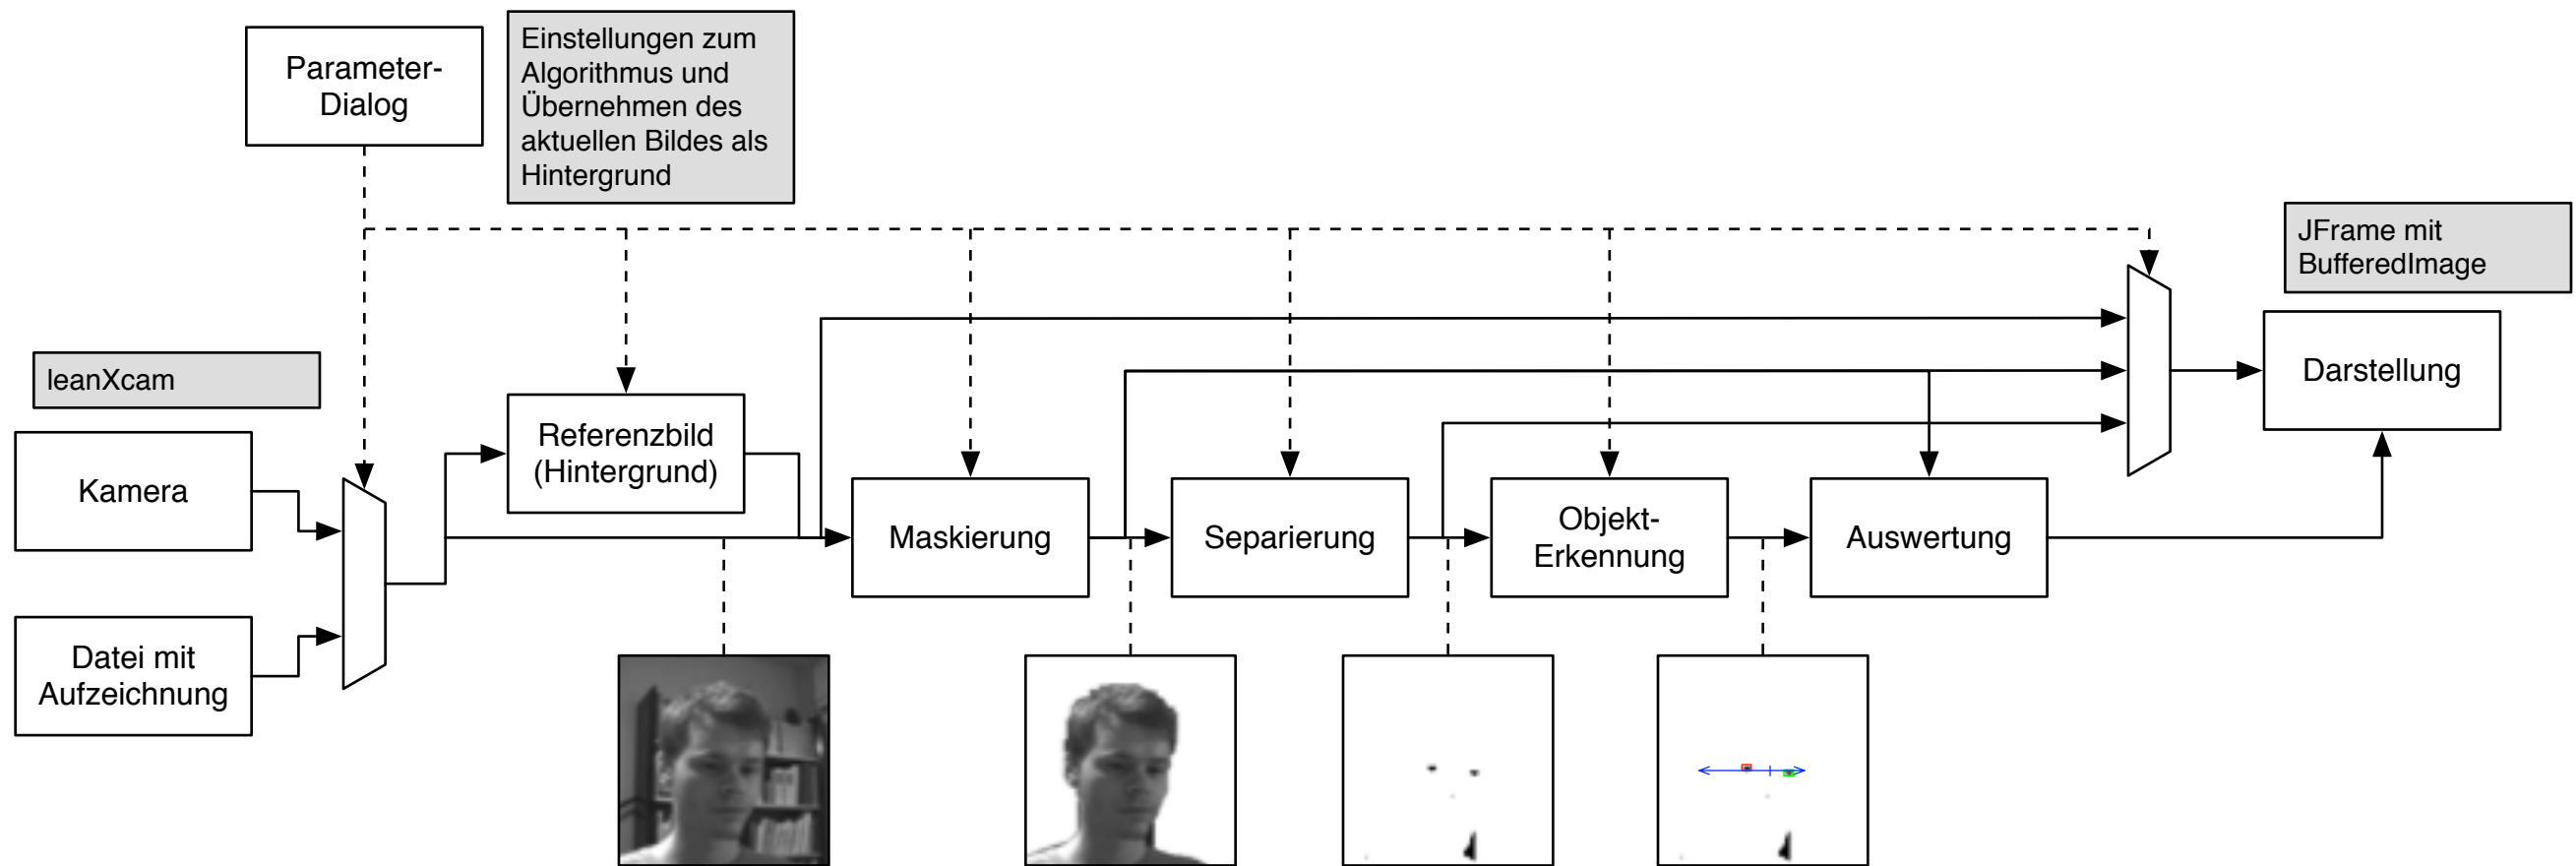 Parameter-
Dialog
Einstellungen zum
Algorithmus und
Übernehmen des
aktuellen Bildes als
Hintergrund
JFrame mit
BufferedImage
leanXcam
Kamera
Referenzbild
(Hintergrund)
Darstellung
Maskierung
Separierung
Objekt-
Erkennung
Auswertung
Datei mit
Aufzeichnung